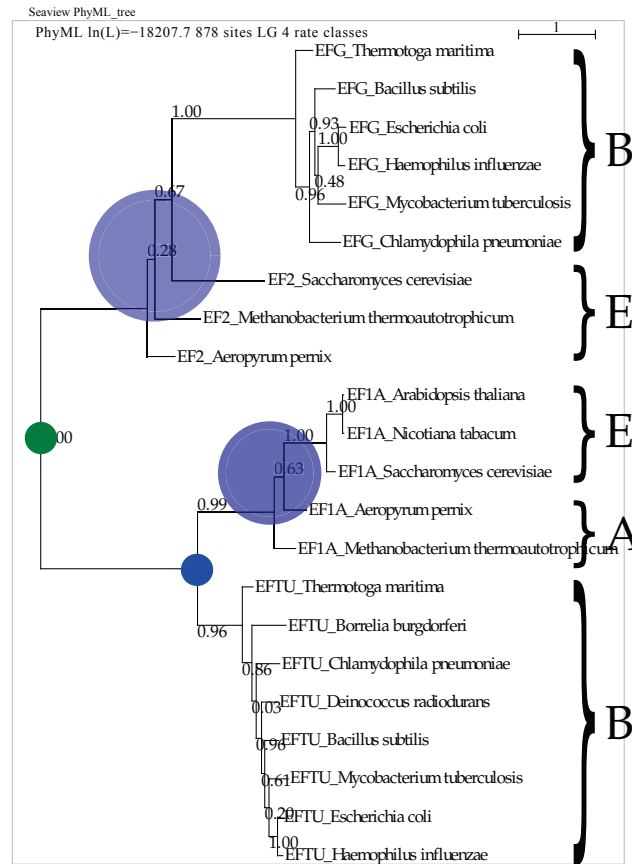 Seaview PhyML_tree
PhyML ln(L)=−18207.7 878 sites LG 4 rate classes
1
EFG_Thermotoga maritima
EFG_Bacillus subtilis
1.00
0.93
EFG_Escherichia coli
1.00
B
EFG_Haemophilus influenzae
0.48
0.96
0.67
EFG_Mycobacterium tuberculosis
EFG_Chlamydophila pneumoniae
0.28
EF2_Saccharomyces cerevisiae
E
EF2_Methanobacterium thermoautotrophicum
EF2_Aeropyrum pernix
EF1A_Arabidopsis thaliana
1.00
00
1.00
EF1A_Nicotiana tabacum
E
0.63
EF1A_Saccharomyces cerevisiae
0.99
EF1A_Aeropyrum pernix
A
EF1A_Methanobacterium thermoautotrophicum
EFTU_Thermotoga maritima
0.96
EFTU_Borrelia burgdorferi
0.86
EFTU_Chlamydophila pneumoniae
0.03
EFTU_Deinococcus radiodurans
B
0.96
EFTU_Bacillus subtilis
0.61
EFTU_Mycobacterium tuberculosis
0.20
EFTU_Escherichia coli
1.00
EFTU_Haemophilus influenzae